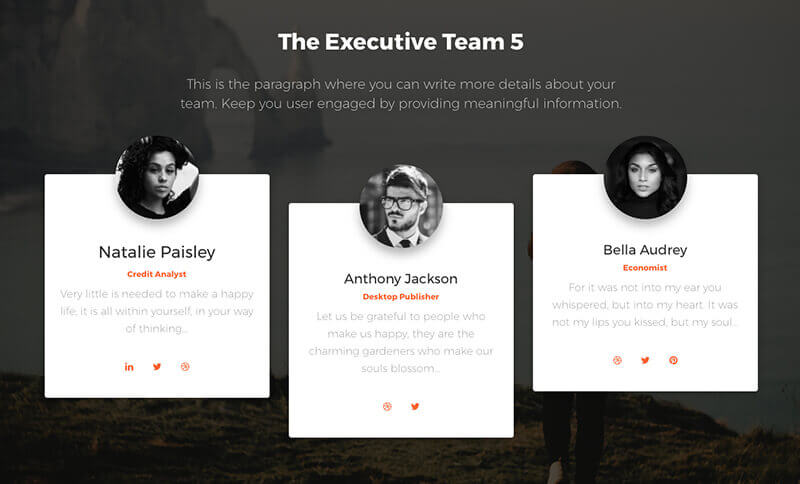 The Executive Team 5
This is the paragraph where you can write more details about your
team. Keep you user engaged by providing meaningful information.
Natalie Paisley
Credit Analyst
Very little is needed to make a happy
life; it is all within yourself, in your way
of thinking...
in
Anthony Jackson
Desktop Publisher
Let us be grateful to people who
make us happy, they are the
charming gardeners who make our
souls blossom...
Bella Audrey
Economist
For it was not into my ear you
whispered, but into my heart. It was
not my lips you kissed, but my soul...